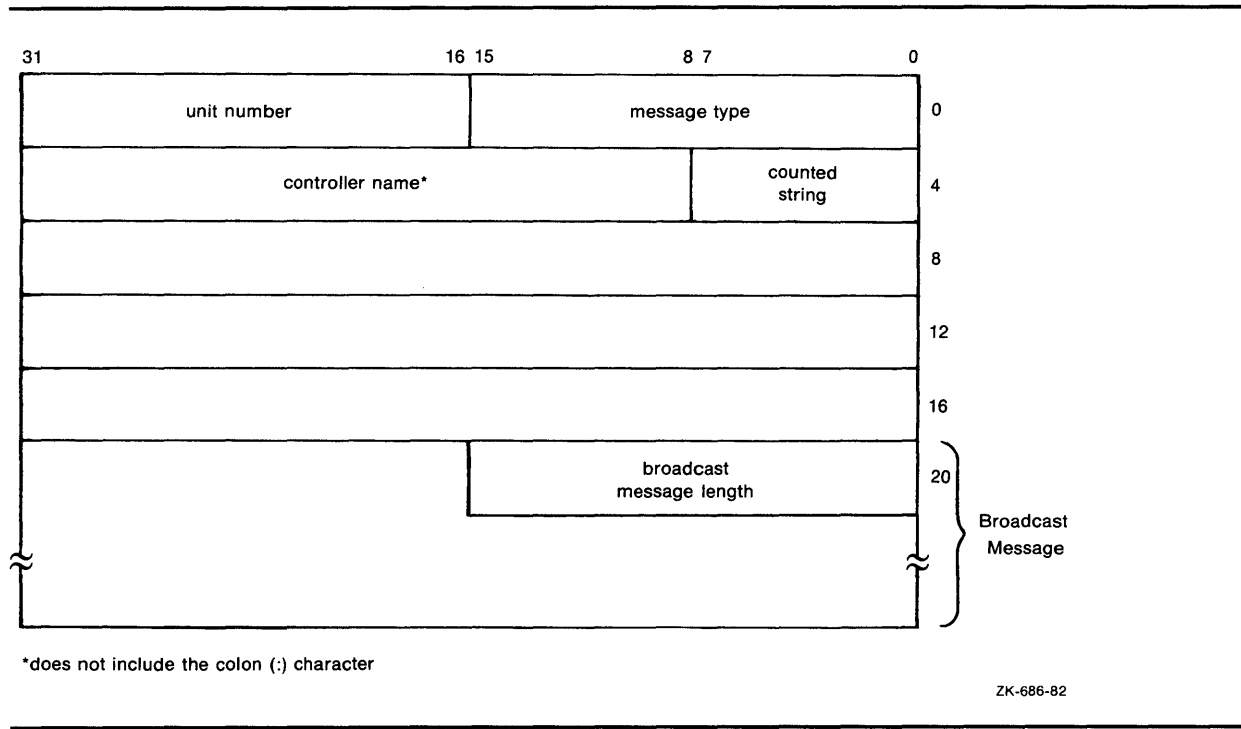 31 16 15 8 7 0
unit number message type 0
controller name* counted
string 4
8
12
16
broadcast
message length 20
Broadcast
Message
*does not include the colon (:) character
ZK-686-82